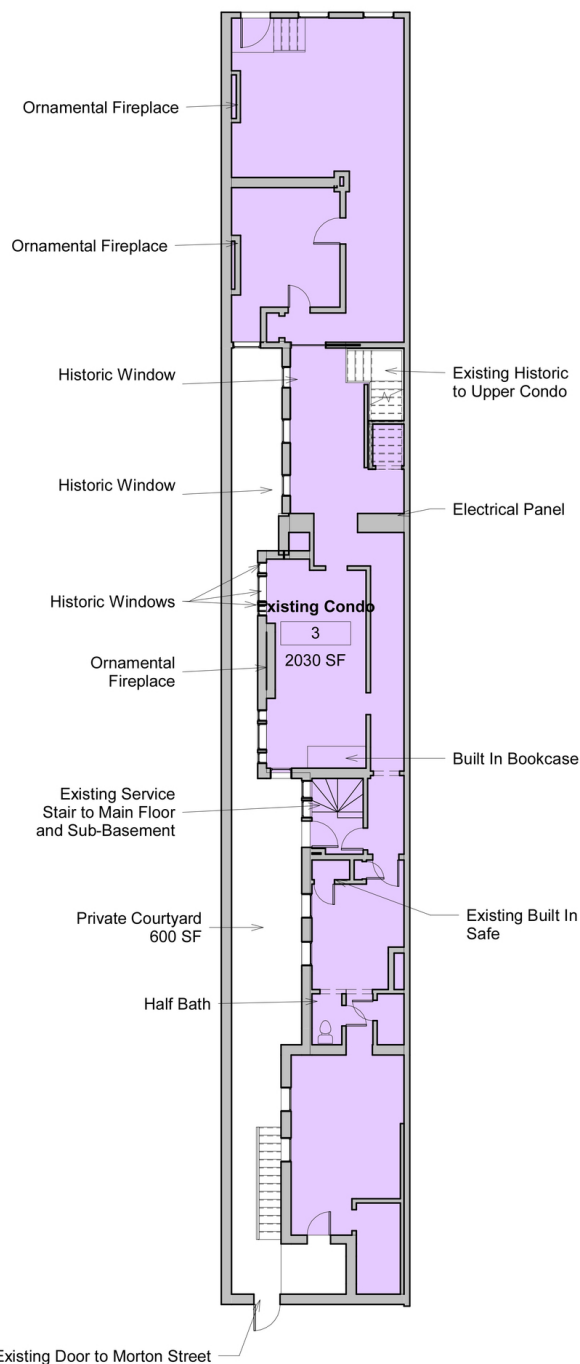 Ornamental Fireplace
Ornamental Fireplace
Historic Window
Existing Historic
to Upper Condo
Historic Window
Electrical Panel
Historic Windows
Existing Condo
3
2030 SF
Ornamental
Fireplace
Built In Bookcase
Existing Service
Stair to Main Floor
and Sub-Basement
Private Courtyard
600 SF
Existing Built In
Safe
Half Bath
Existing Door to Morton Street